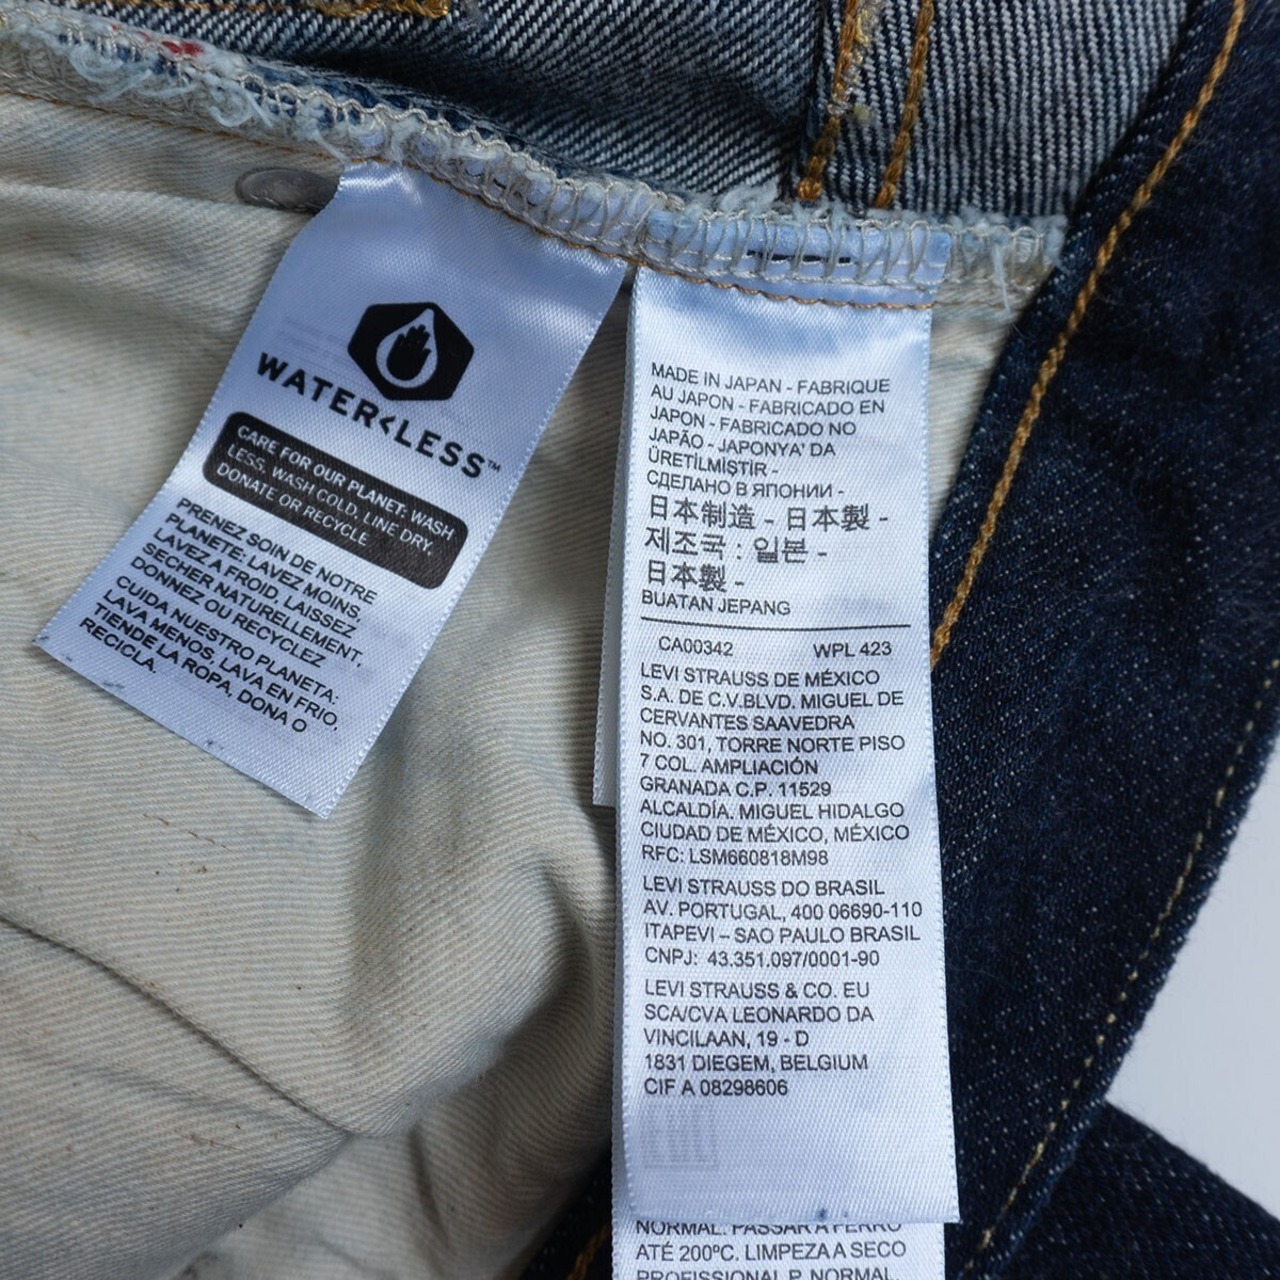 WATER<LESS™
CARE FOR OUR PLANET: WASH
LESS, WASH COLD, LINE DRY,
DONATE OR RECYCLE
PRENEZ SOIN DE NOTRE
PLANETE: LAVEZ MOINS,
LAVEZ A FROID, LAISSEZ
SECHER NATURELLEMENT,
DONNEZ OU RECYCLEZ
CUIDA NUESTRO PLANETA:
LAVA MENOS, LAVA EN FRIO,
TIENDE LA ROPA, DONA O
RECICLA.
MADE IN JAPAN - FABRIQUE
AU JAPON - FABRICADO EN
JAPON - FABRICADO NO
JAPÃO - JAPONYA' DA
ÜRETİLMİŞTİR -
СДЕЛАНО В ЯПОНИИ -
日本制造 - 日本製 -
제조국 : 일본 -
日本製 -
BUATAN JEPANG
CA00342 WPL 423
LEVI STRAUSS DE MÉXICO
S.A. DE C.V.BLVD. MIGUEL DE
CERVANTES SAAVEDRA
NO. 301, TORRE NORTE PISO
7 COL. AMPLIACIÓN
GRANADA C.P. 11529
ALCALDÍA. MIGUEL HIDALGO
CIUDAD DE MÉXICO, MÉXICO
RFC: LSM660818M98
LEVI STRAUSS DO BRASIL
AV. PORTUGAL, 400 06690-110
ITAPEVI – SAO PAULO BRASIL
CNPJ: 43.351.097/0001-90
LEVI STRAUSS & CO. EU
SCA/CVA LEONARDO DA
VINCILAAN, 19 - D
1831 DIEGEM, BELGIUM
CIF A 08298606
NORMAL. PASSAR A FERRO
ATÉ 200ºC. LIMPEZA A SECO
PROFISSIONAL P, NORMAL.